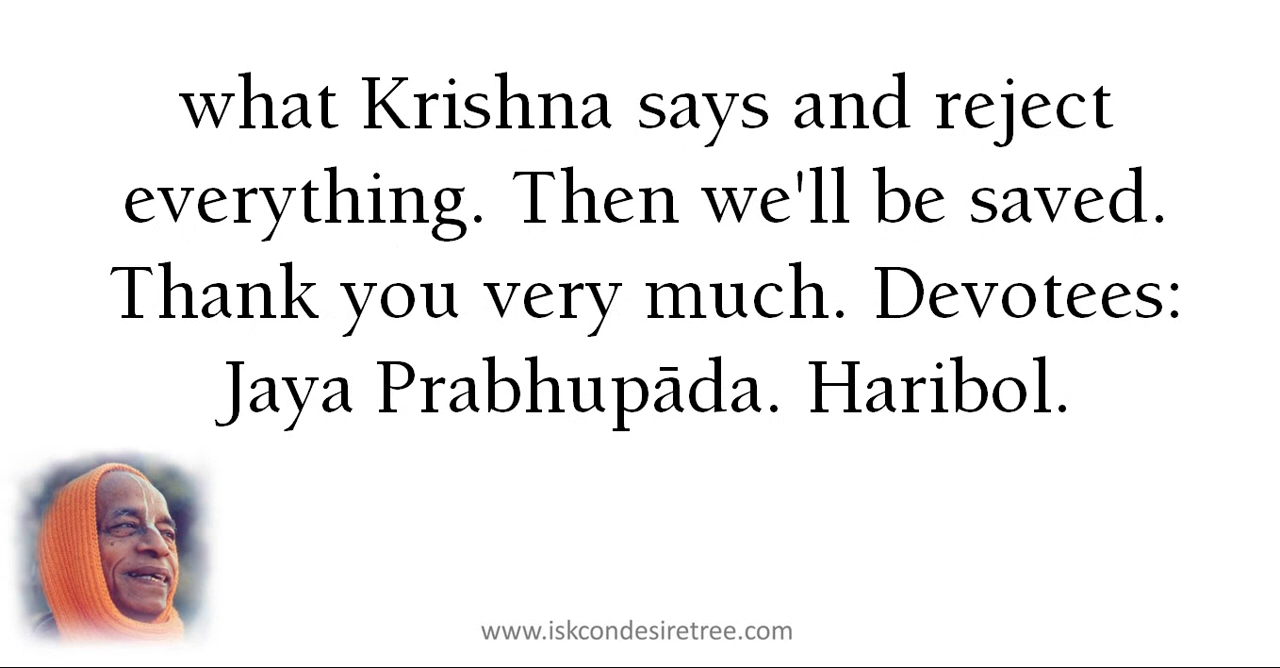 what Krishna says and reject
everything. Then we'll be saved.
Thank you very much. Devotees:
Jaya Prabhupāda. Haribol.
www.iskcondesiretree.com